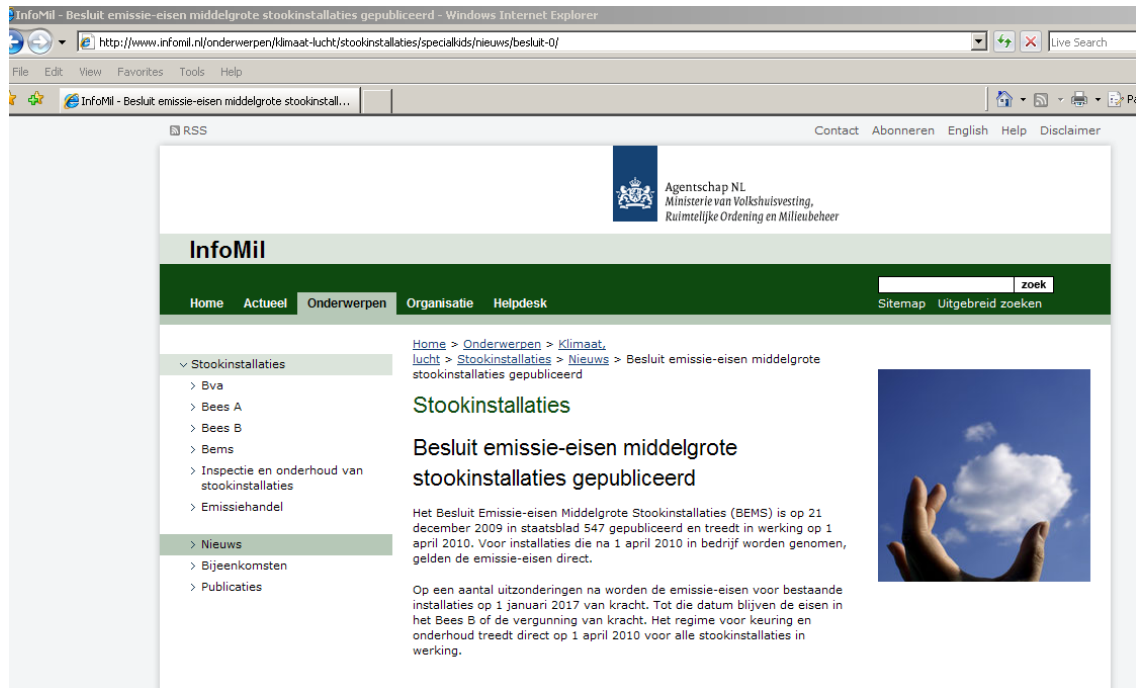 InfoMil - Besluit emissie-eisen middelgrote stookinstallaties gepubliceerd - Windows Internet Explorer
http://www.infomil.nl/onderwerpen/klimaat-lucht/stookinstallaties/specialkids/nieuws/besluit-0/
Live Search
File Edit View Favorites Tools Help
InfoMil - Besluit emissie-eisen middelgrote stookinstall...
Pa
RSS
Contact Abonneren English Help Disclaimer
Agentschap NL
Ministerie van Volkshuisvesting,
Ruimtelijke Ordening en Milieubeheer
InfoMil
zoek
Home Actueel Onderwerpen Organisatie Helpdesk
Sitemap Uitgebreid zoeken
Stookinstallaties
> Bva
> Bees A
> Bees B
> Bems
> Inspectie en onderhoud van
stookinstallaties
> Emissiehandel
> Nieuws
> Bijeenkomsten
> Publicaties
Home > Onderwerpen > Klimaat,
lucht > Stookinstallaties > Nieuws > Besluit emissie-eisen middelgrote
stookinstallaties gepubliceerd
Stookinstallaties
Besluit emissie-eisen middelgrote
stookinstallaties gepubliceerd
Het Besluit Emissie-eisen Middelgrote Stookinstallaties (BEMS) is op 21
december 2009 in staatsblad 547 gepubliceerd en treedt in werking op 1
april 2010. Voor installaties die na 1 april 2010 in bedrijf worden genomen,
gelden de emissie-eisen direct.
Op een aantal uitzonderingen na worden de emissie-eisen voor bestaande
installaties op 1 januari 2017 van kracht. Tot die datum blijven de eisen in
het Bees B of de vergunning van kracht. Het regime voor keuring en
onderhoud treedt direct op 1 april 2010 voor alle stookinstallaties in
werking.